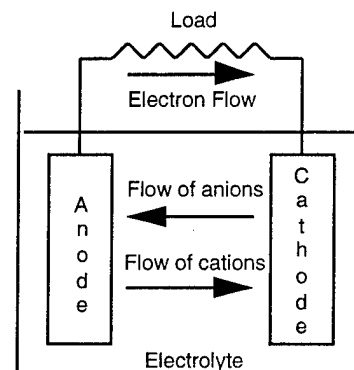 Load
Electron Flow
Anode
Flow of anions
Flow of cations
Cathode
Electrolyte